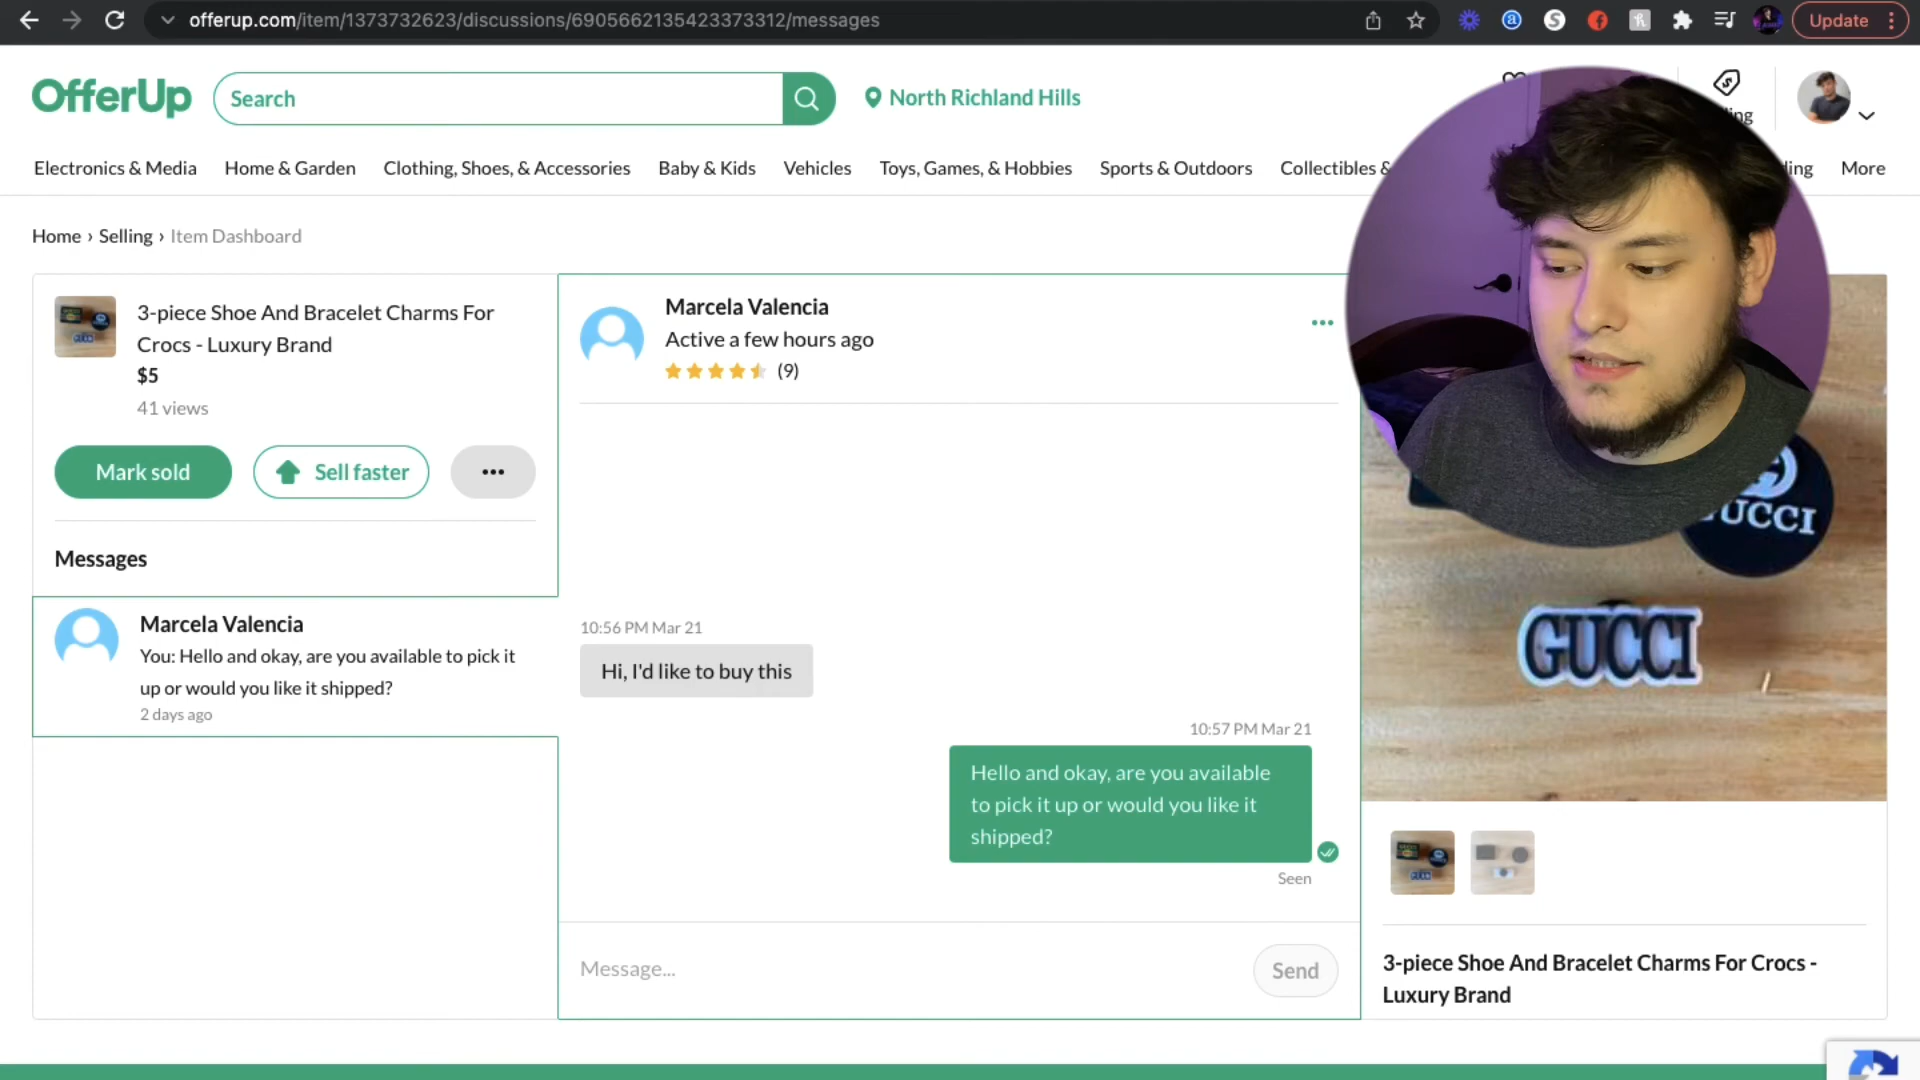 offerup.com/item/1373732623/discussions/6905662135423373312/messages
Update
OfferUp
Search
North Richland Hills
Electronics & Media
Home & Garden
Clothing, Shoes, & Accessories
Baby & Kids
Vehicles
Toys, Games, & Hobbies
Sports & Outdoors
Collectibles &
More
Home › Selling › Item Dashboard
3-piece Shoe And Bracelet Charms For
Crocs - Luxury Brand
$5
41 views
Mark sold
Sell faster
Messages
Marcela Valencia
You: Hello and okay, are you available to pick it
up or would you like it shipped?
2 days ago
Marcela Valencia
Active a few hours ago
(9)
10:56 PM Mar 21
Hi, I'd like to buy this
10:57 PM Mar 21
Hello and okay, are you available
to pick it up or would you like it
shipped?
Seen
Message...
Send
GUCCI
GUCCI
3-piece Shoe And Bracelet Charms For Crocs -
Luxury Brand